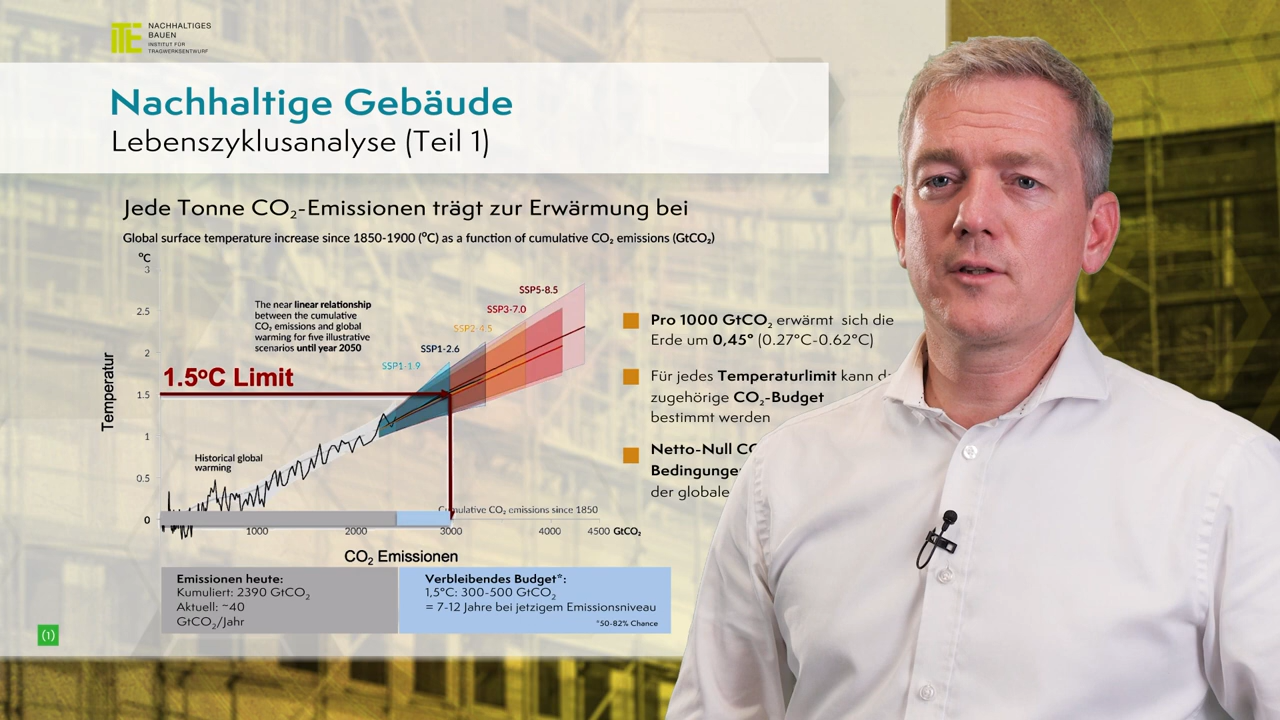 NACHHALTIGES
BAUEN
INSTITUT FÜR
TRAGWERKSENTWURF
Nachhaltige Gebäude
Lebenszyklusanalyse (Teil 1)
Jede Tonne CO₂-Emissionen trägt zur Erwärmung bei
Global surface temperature increase since 1850-1900 (°C) as a function of cumulative CO₂ emissions (GtCO₂)
°C
3
2.5
2
1.5
1
0.5
0
Temperatur
The near linear relationship
between the cumulative
CO₂ emissions and global
warming for five illustrative
scenarios until year 2050
SSP5-8.5
SSP3-7.0
SSP2-4.5
SSP1-2.6
SSP1-1.9
1.5°C Limit
Historical global
warming
Cumulative CO₂ emissions since 1850
1000
2000
3000
4000
4500 GtCO₂
CO₂ Emissionen
Emissionen heute:
Kumuliert: 2390 GtCO₂
Aktuell: ~40
GtCO₂/Jahr
Verbleibendes Budget*:
1,5°C: 300-500 GtCO₂
= 7-12 Jahre bei jetzigem Emissionsniveau
*50-82% Chance
Pro 1000 GtCO₂ erwärmt sich die
Erde um 0,45° (0.27°C-0.62°C)
Für jedes Temperaturlimit kann
zugehörige CO₂-Budget
bestimmt werden
Netto-Null
der globale
(1)